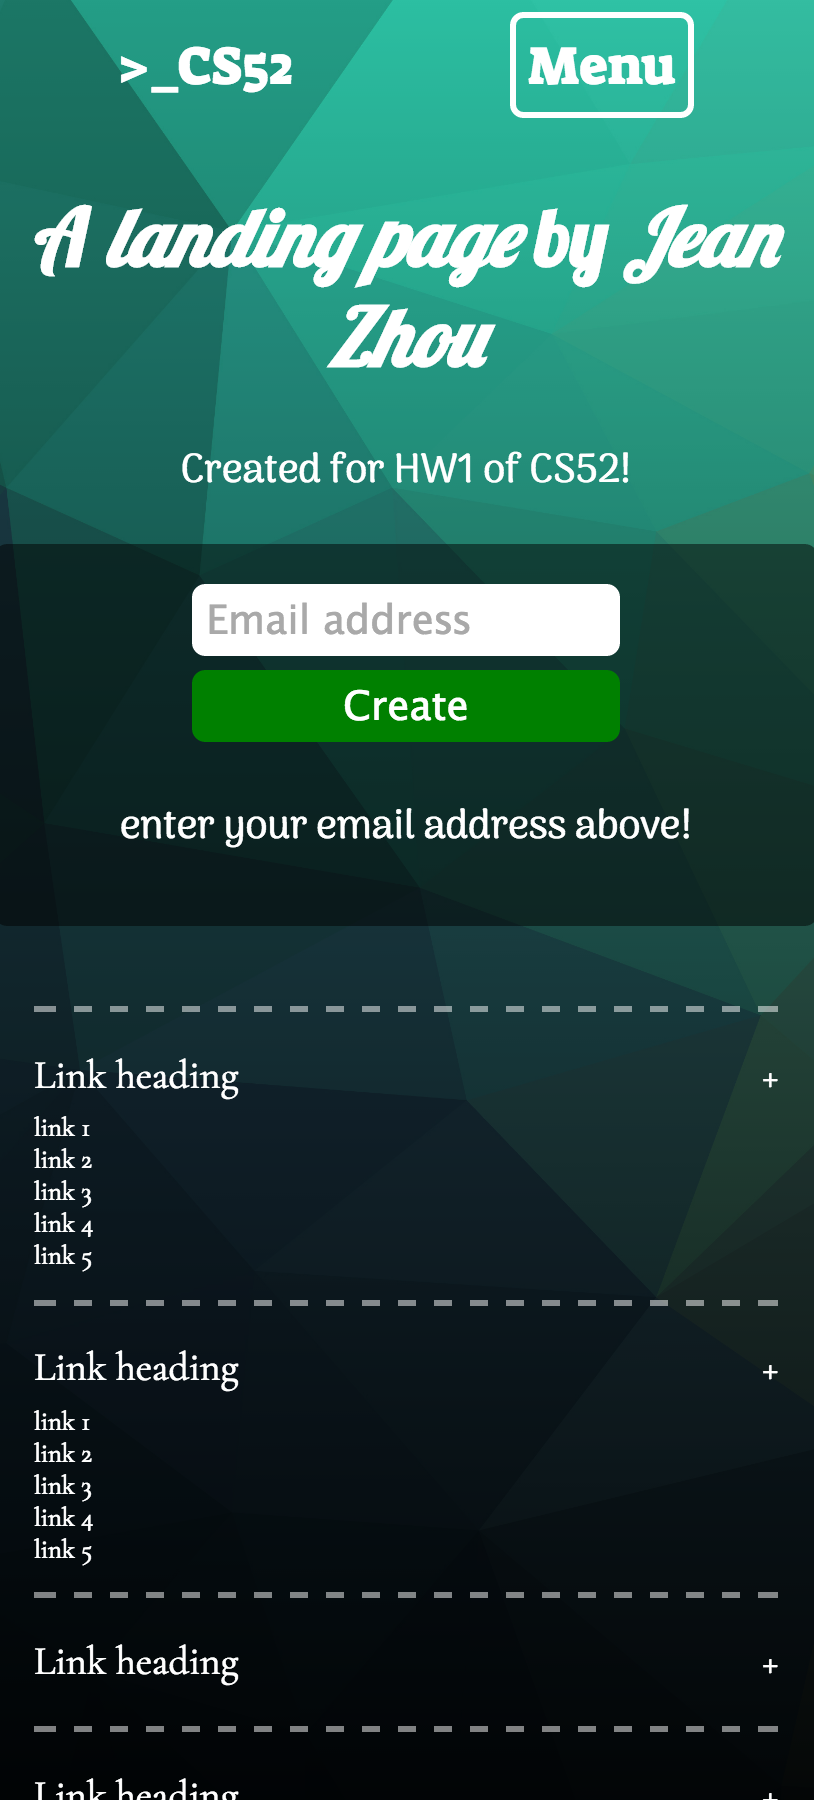 >_CS52
Menu
A landing page by Jean
Zhou
Created for HW1 of CS52!
Email address
Create
enter your email address above!
Link heading +
link 1
link 2
link 3
link 4
link 5
Link heading +
link 1
link 2
link 3
link 4
link 5
Link heading +
Link heading +